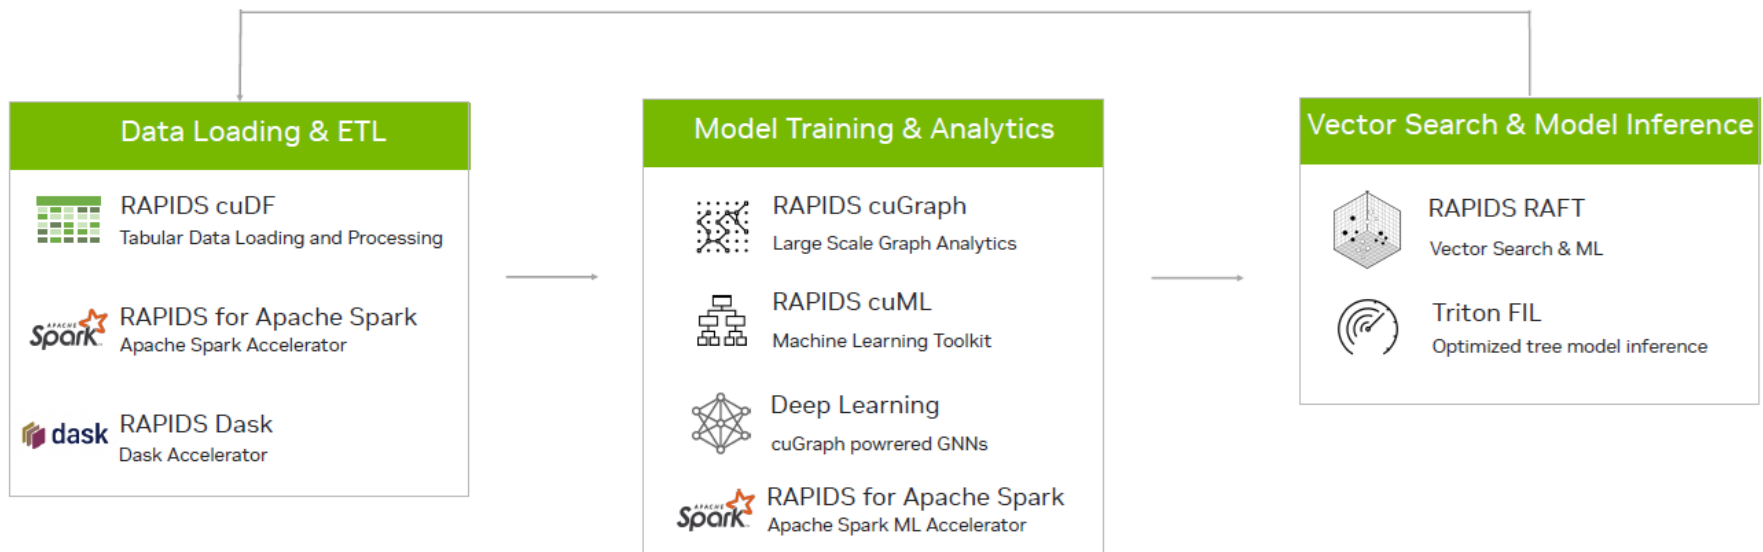 Data Loading & ETL
RAPIDS cuDF
Tabular Data Loading and Processing
APACHE
Spark
RAPIDS for Apache Spark
Apache Spark Accelerator
dask
RAPIDS Dask
Dask Accelerator
Model Training & Analytics
RAPIDS cuGraph
Large Scale Graph Analytics
RAPIDS cuML
Machine Learning Toolkit
Deep Learning
cuGraph powrered GNNs
APACHE
Spark
RAPIDS for Apache Spark
Apache Spark ML Accelerator
Vector Search & Model Inference
RAPIDS RAFT
Vector Search & ML
Triton FIL
Optimized tree model inference